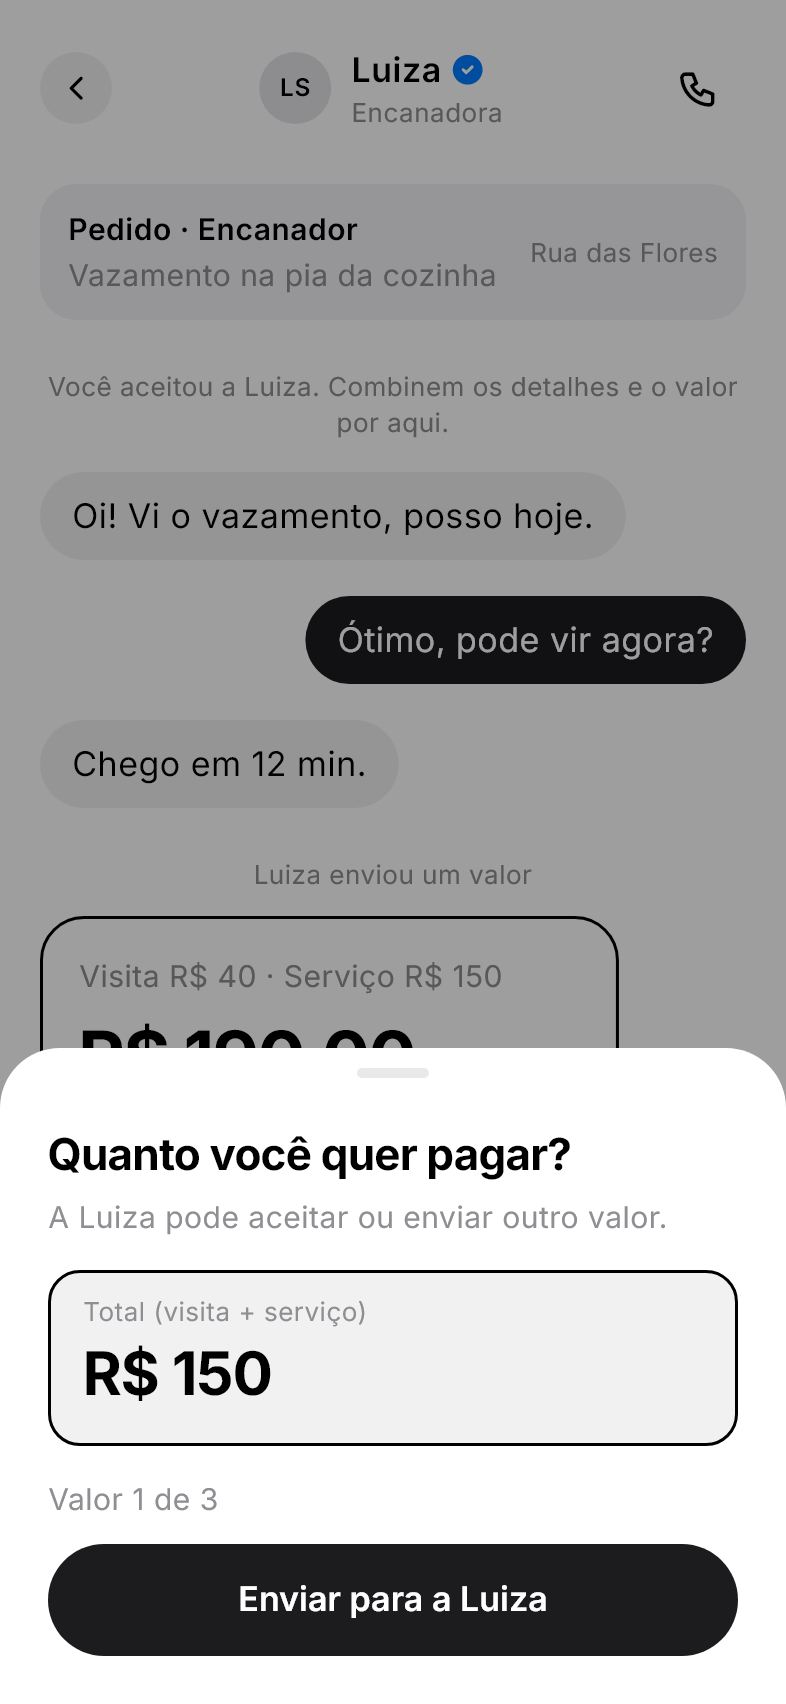 LS
Luiza
Encanadora
Pedido · Encanador
Vazamento na pia da cozinha
Rua das Flores
Você aceitou a Luiza. Combinem os detalhes e o valor
por aqui.
Oi! Vi o vazamento, posso hoje.
Ótimo, pode vir agora?
Chego em 12 min.
Luiza enviou um valor
Visita R$ 40 · Serviço R$ 150
R$ 190,00
Quanto você quer pagar?
A Luiza pode aceitar ou enviar outro valor.
Total (visita + serviço)
R$ 150
Valor 1 de 3
Enviar para a Luiza